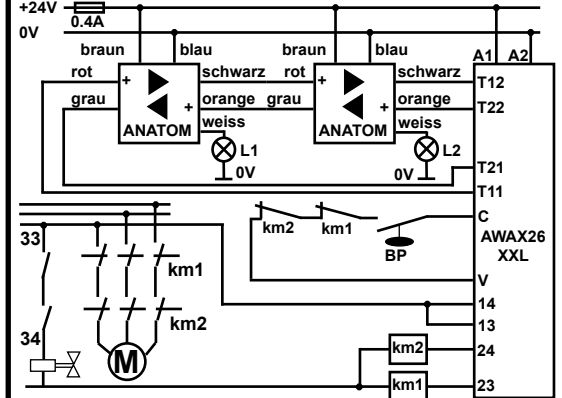 +24V
0.4A
0V
A1 A2
braun blau braun blau
rot + schwarz rot + schwarz T12
grau + orange grau + orange T22
ANATOM weiss ANATOM weiss
L1 L2
0V 0V
T21
T11
C
km2 km1
BP
AWAX26
XXL
33
km1
V
km2
14
13
34
M
km2 24
km1 23